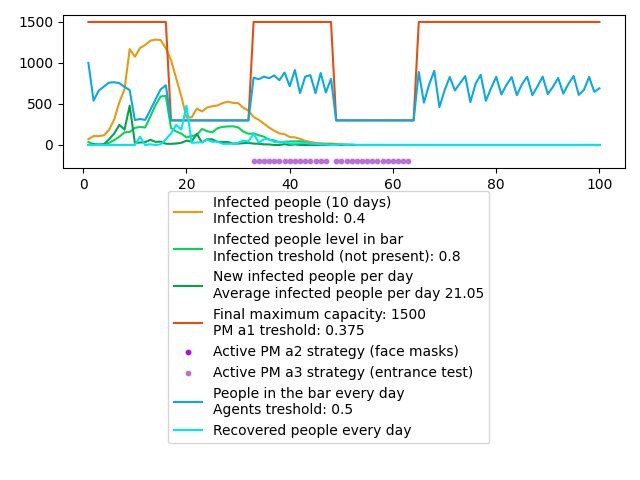 1500
1000
500
0
0 20 40 60 80 100
Infected people (10 days)
Infection treshold: 0.4
Infected people level in bar
Infection treshold (not present): 0.8
New infected people per day
Average infected people per day 21.05
Final maximum capacity: 1500
PM a1 treshold: 0.375
Active PM a2 strategy (face masks)
Active PM a3 strategy (entrance test)
People in the bar every day
Agents treshold: 0.5
Recovered people every day